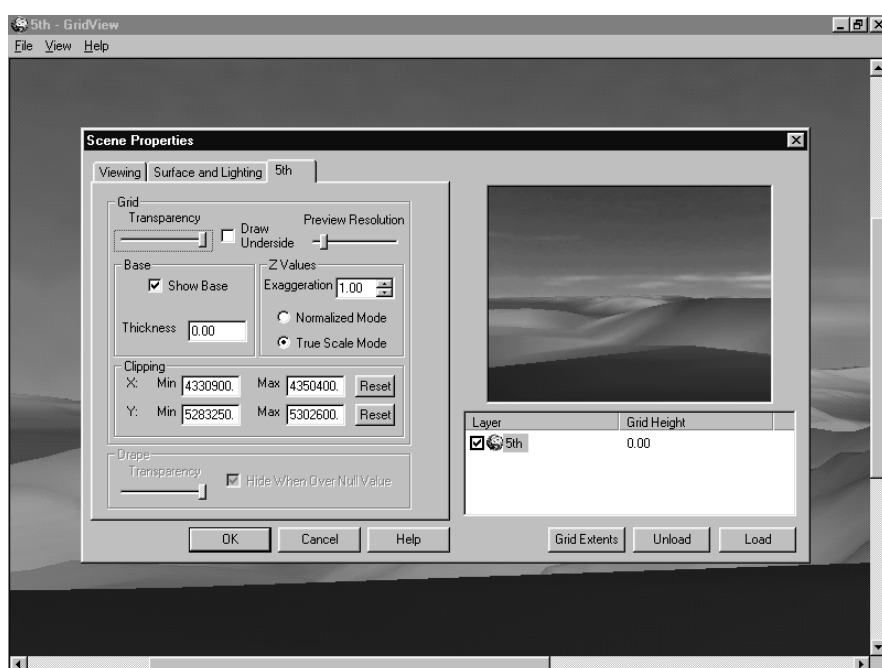 5th - GridView
File View Help
Scene Properties
Viewing Surface and Lighting 5th
Grid
Transparency
Draw Underside
Preview Resolution
Base
Show Base
Thickness 0.00
Z Values
Exaggeration 1.00
Normalized Mode
True Scale Mode
Clipping
X: Min 4330900. Max 4350400. Reset
Y: Min 5283250. Max 5302600. Reset
Drape
Transparency
Hide When Over Null Value
OK Cancel Help
Layer Grid Height
5th 0.00
Grid Extents Unload Load